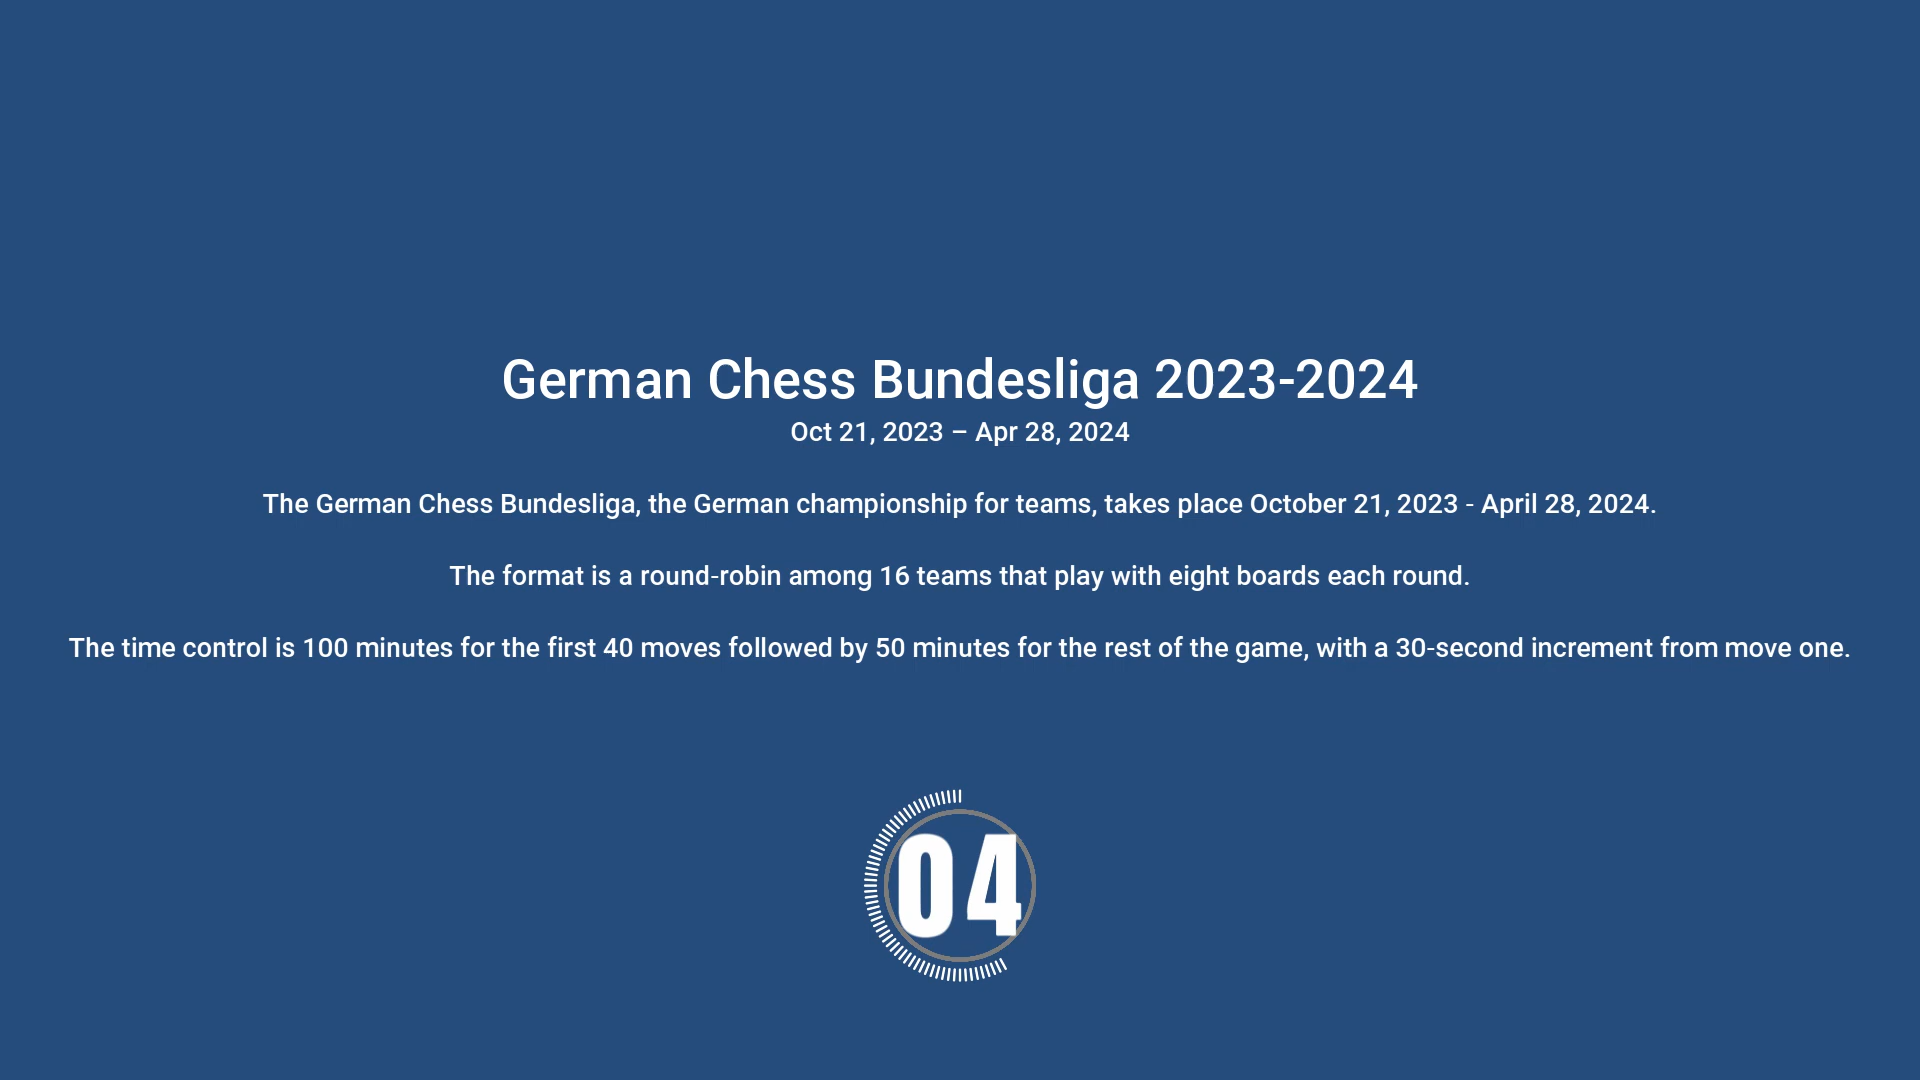 German Chess Bundesliga 2023-2024
Oct 21, 2023 – Apr 28, 2024
The German Chess Bundesliga, the German championship for teams, takes place October 21, 2023 - April 28, 2024.
The format is a round-robin among 16 teams that play with eight boards each round.
The time control is 100 minutes for the first 40 moves followed by 50 minutes for the rest of the game, with a 30-second increment from move one.
04